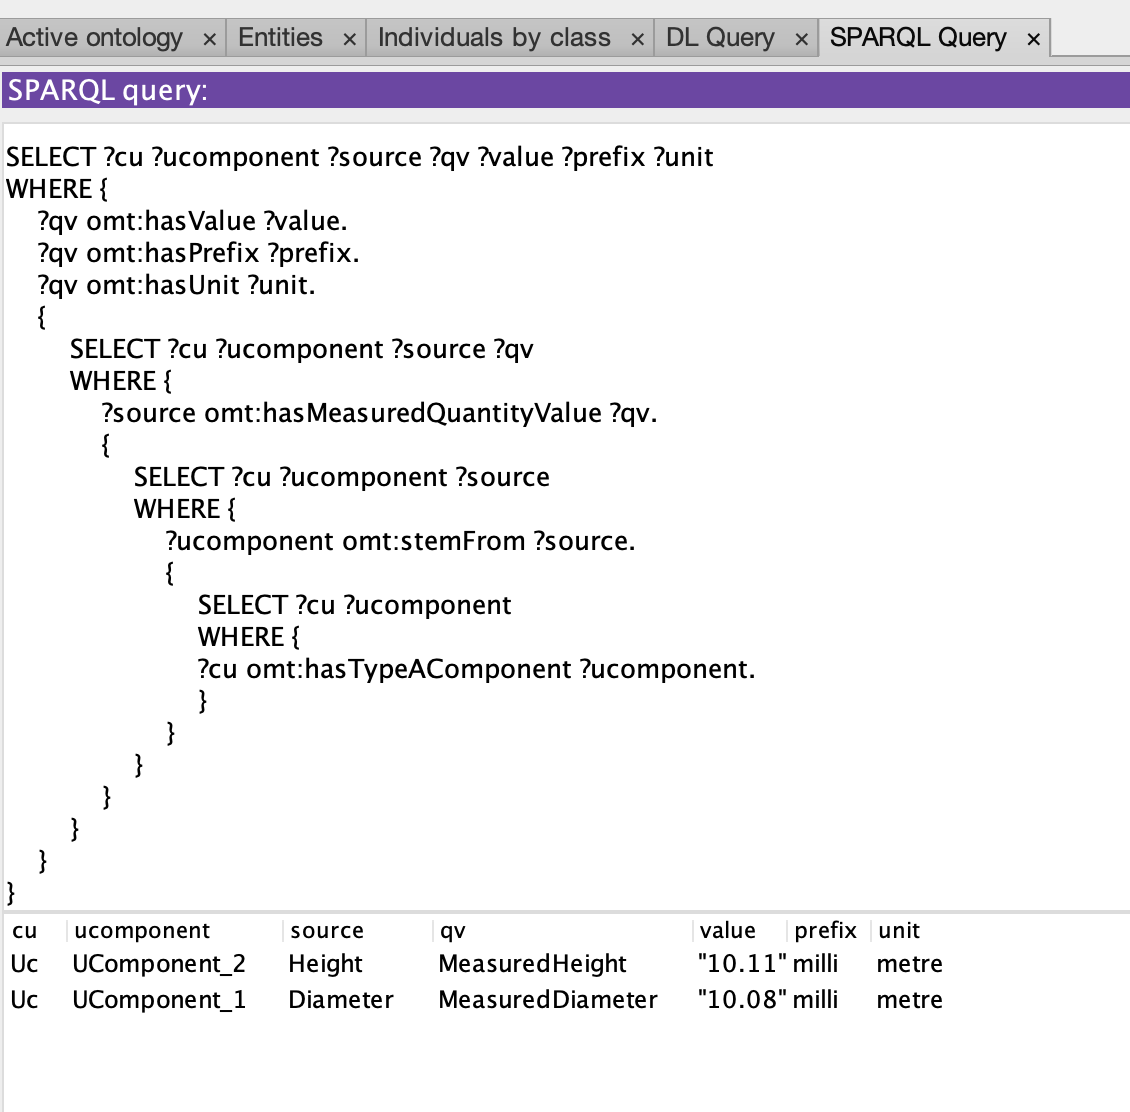 Active ontology × Entities × Individuals by class × DL Query × SPARQL Query ×
SPARQL query:
SELECT ?cu ?ucomponent ?source ?qv ?value ?prefix ?unit
WHERE {
?qv omt:hasValue ?value.
?qv omt:hasPrefix ?prefix.
?qv omt:hasUnit ?unit.
{
SELECT ?cu ?ucomponent ?source ?qv
WHERE {
?source omt:hasMeasuredQuantityValue ?qv.
{
SELECT ?cu ?ucomponent ?source
WHERE {
?ucomponent omt:stemFrom ?source.
{
SELECT ?cu ?ucomponent
WHERE {
?cu omt:hasTypeAComponent ?ucomponent.
}
}
}
}
}
}
}
cu ucomponent source qv value prefix unit
Uc UComponent_2 Height MeasuredHeight "10.11" milli metre
Uc UComponent_1 Diameter MeasuredDiameter "10.08" milli metre